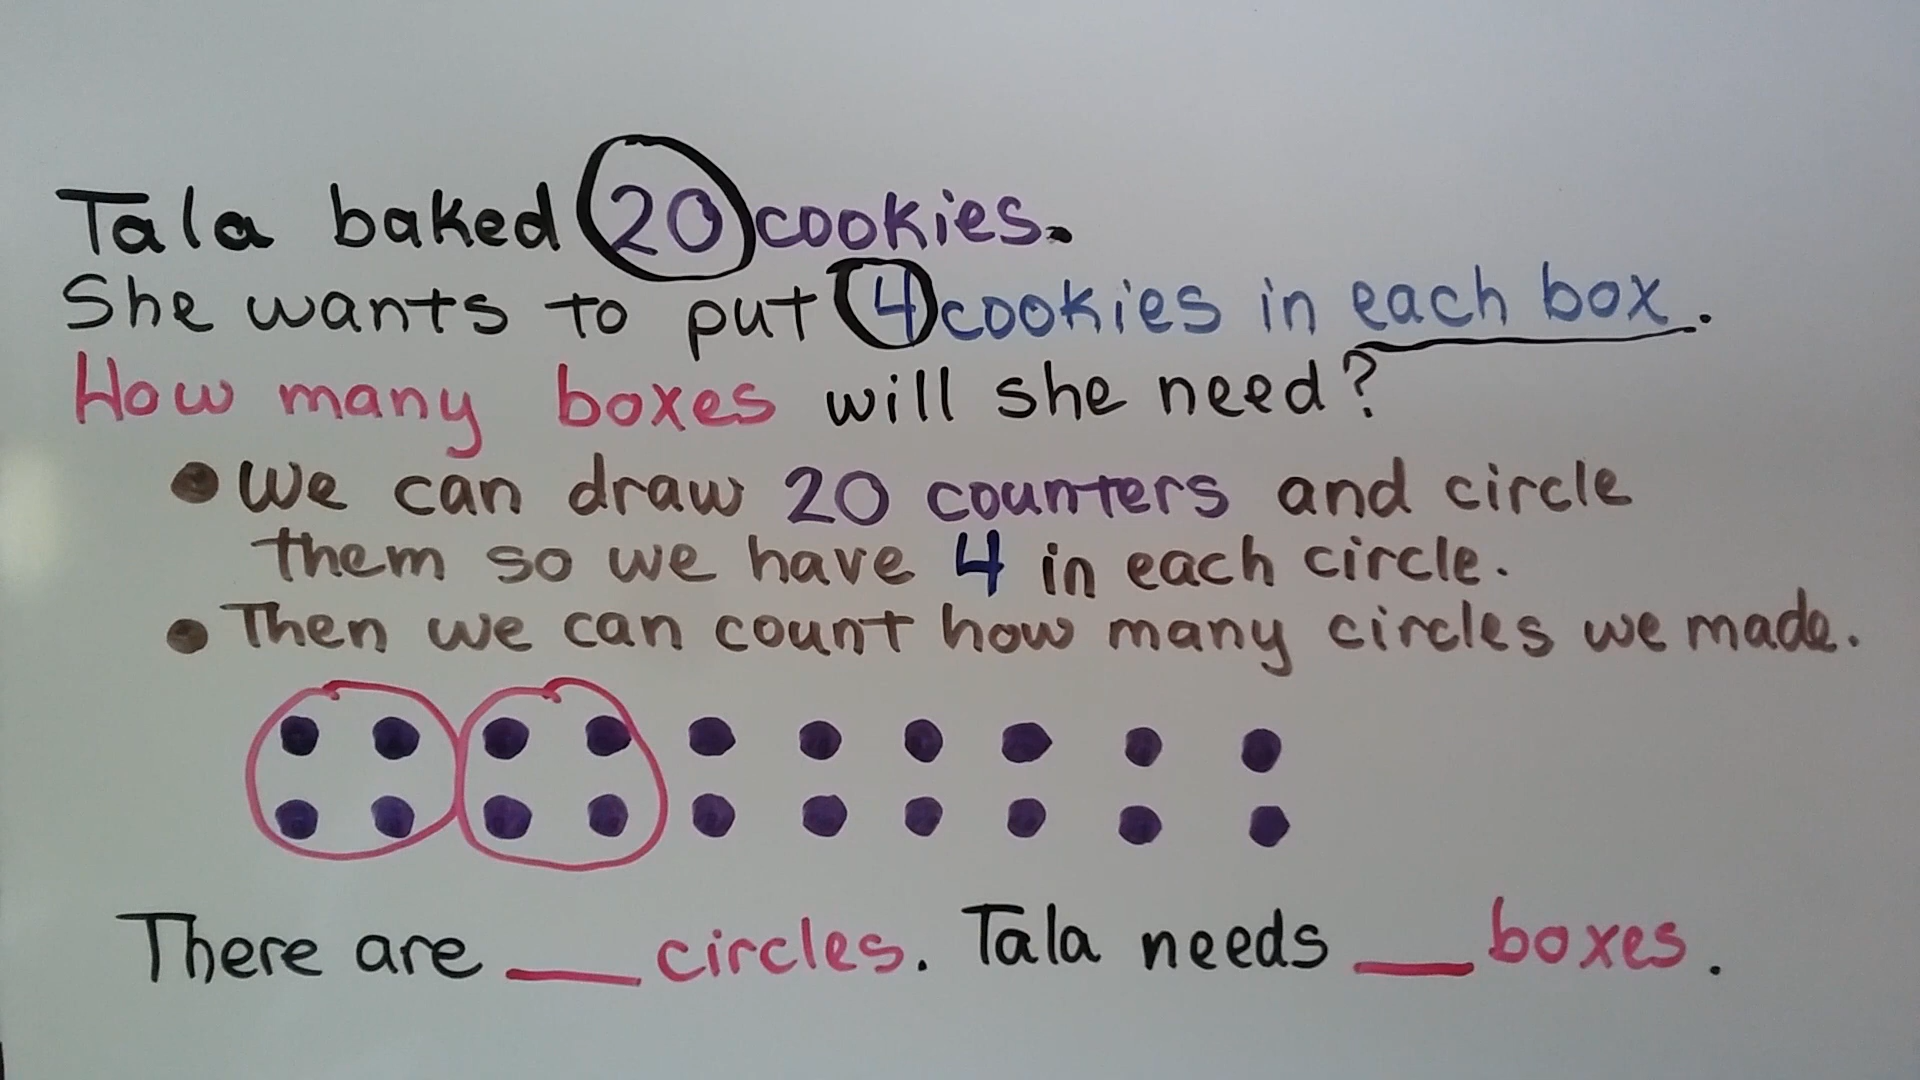 Tala baked 20 cookies.
She wants to put 4 cookies in each box.
How many boxes will she need?
• We can draw 20 counters and circle
them so we have 4 in each circle.
• Then we can count how many circles we made.
There are ___ circles. Tala needs ___ boxes.